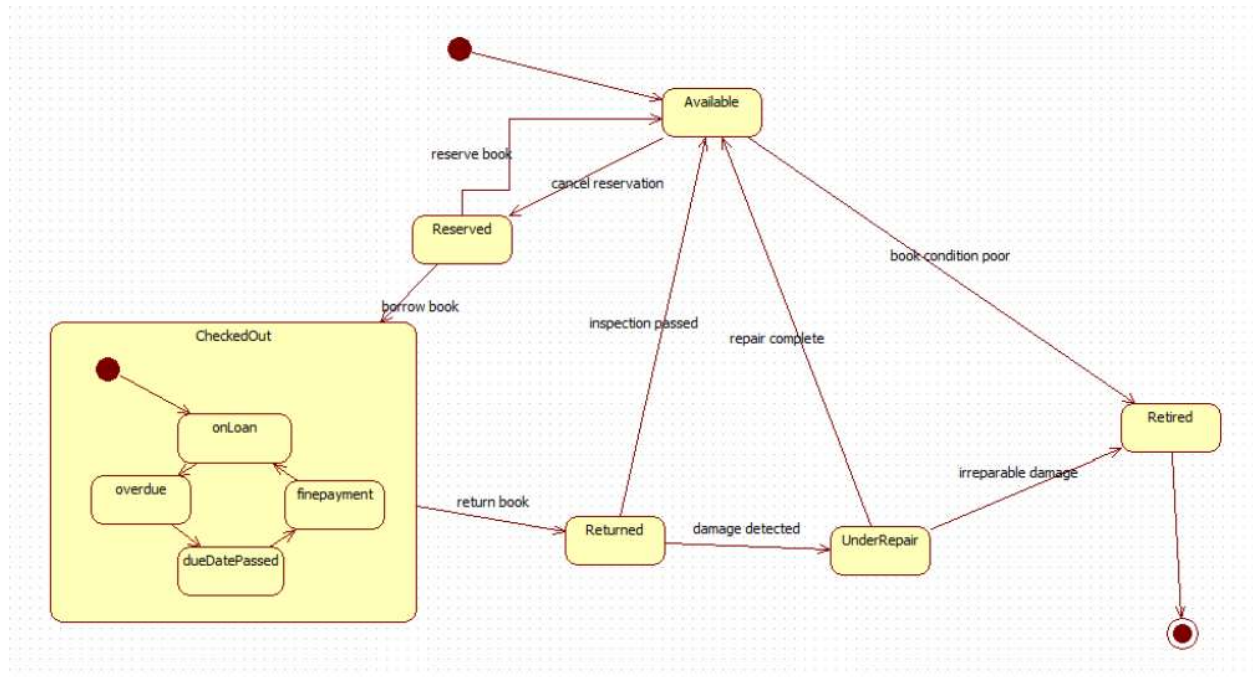 Available
reserve book
cancel reservation
Reserved
book condition poor
borrow book
inspection passed
repair complete
CheckedOut
onLoan
overdue
finepayment
dueDatePassed
return book
Returned
damage detected
UnderRepair
irreparable damage
Retired